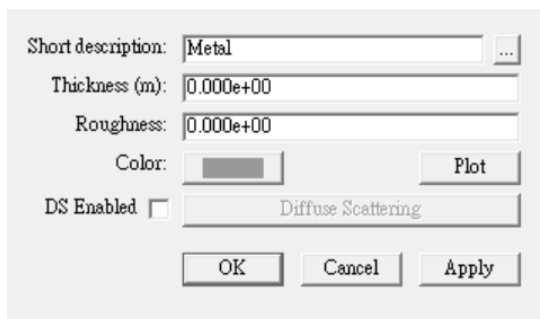 Short description: Metal ...
Thickness (m): 0.000e+00
Roughness: 0.000e+00
Color: Plot
DS Enabled Diffuse Scattering
OK Cancel Apply